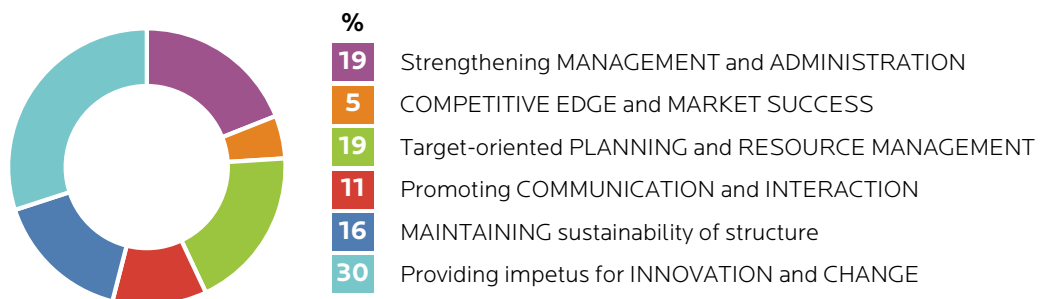 %
19 Strengthening MANAGEMENT and ADMINISTRATION
5 COMPETITIVE EDGE and MARKET SUCCESS
19 Target-oriented PLANNING and RESOURCE MANAGEMENT
11 Promoting COMMUNICATION and INTERACTION
16 MAINTAINING sustainability of structure
30 Providing impetus for INNOVATION and CHANGE